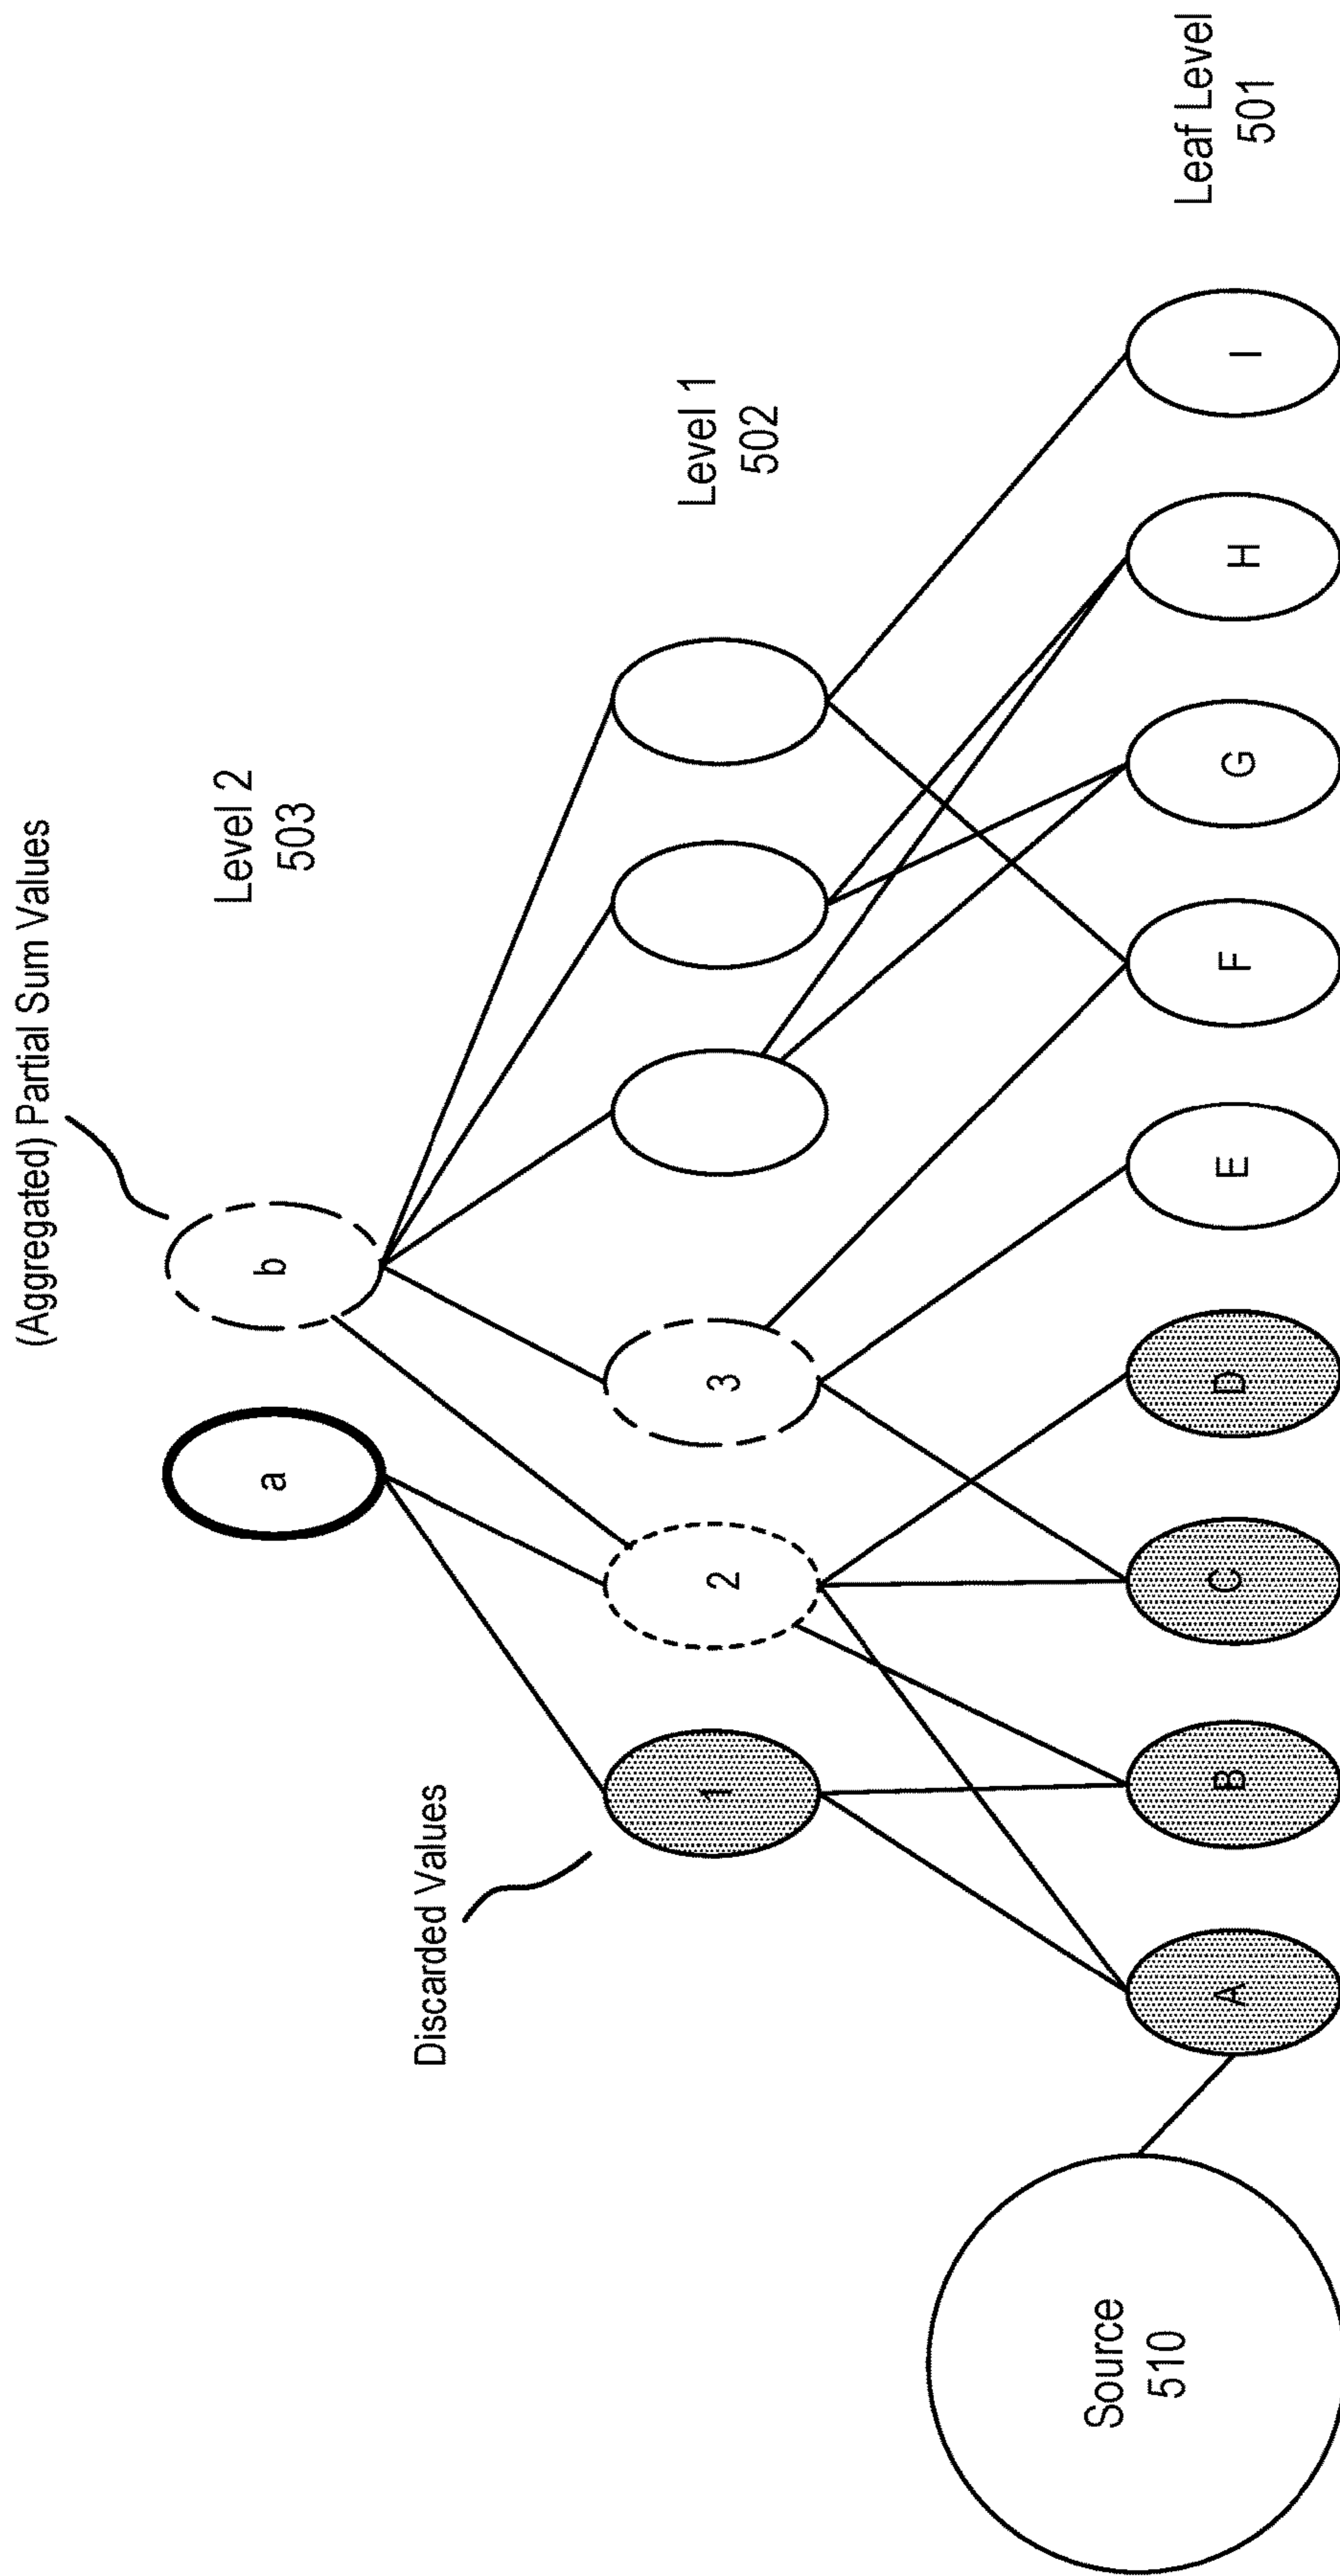 (Aggregated) Partial Sum Values
Level 2
503
a
b
Discarded Values
Level 1
502
1
2
3
Leaf Level
501
Source
510
A
B
C
D
E
F
G
H
I